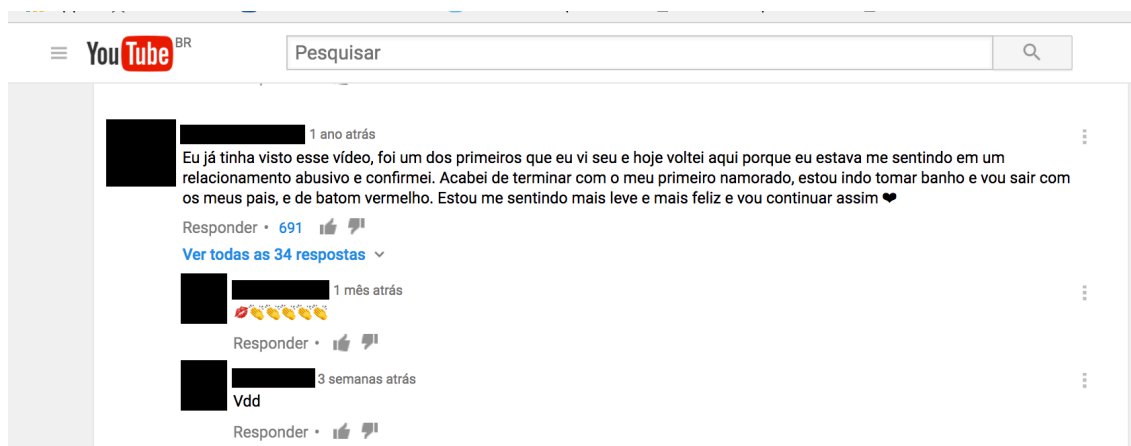 YouTube BR
Pesquisar
1 ano atrás
Eu já tinha visto esse vídeo, foi um dos primeiros que eu vi seu e hoje voltei aqui porque eu estava me sentindo em um
relacionamento abusivo e confirmei. Acabei de terminar com o meu primeiro namorado, estou indo tomar banho e vou sair com
os meus pais, e de batom vermelho. Estou me sentindo mais leve e mais feliz e vou continuar assim ❤
Responder • 691
Ver todas as 34 respostas
1 mês atrás
💋👏👏👏👏👏
Responder •
3 semanas atrás
Vdd
Responder •